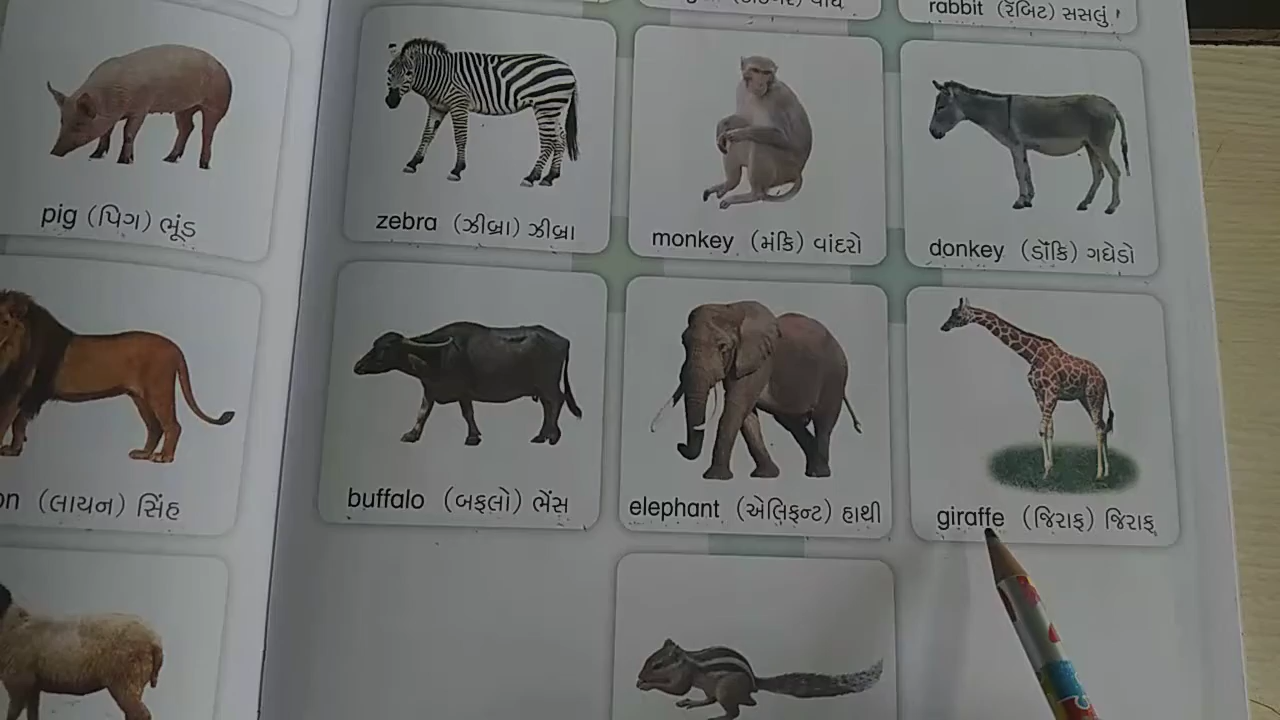 rabbit (રૅબિટ) સસલું
pig (પિગ) ભૂંડ
zebra (ઝીબ્રા) ઝીબ્રા
monkey (મંકિ) વાંદરો
donkey (ડૉંકિ) ગધેડો
(લાયન) સિંહ
buffalo (બફલો) ભેંસ
elephant (એલિફન્ટ) હાથી
giraffe (જિરાફ) જિરાફ